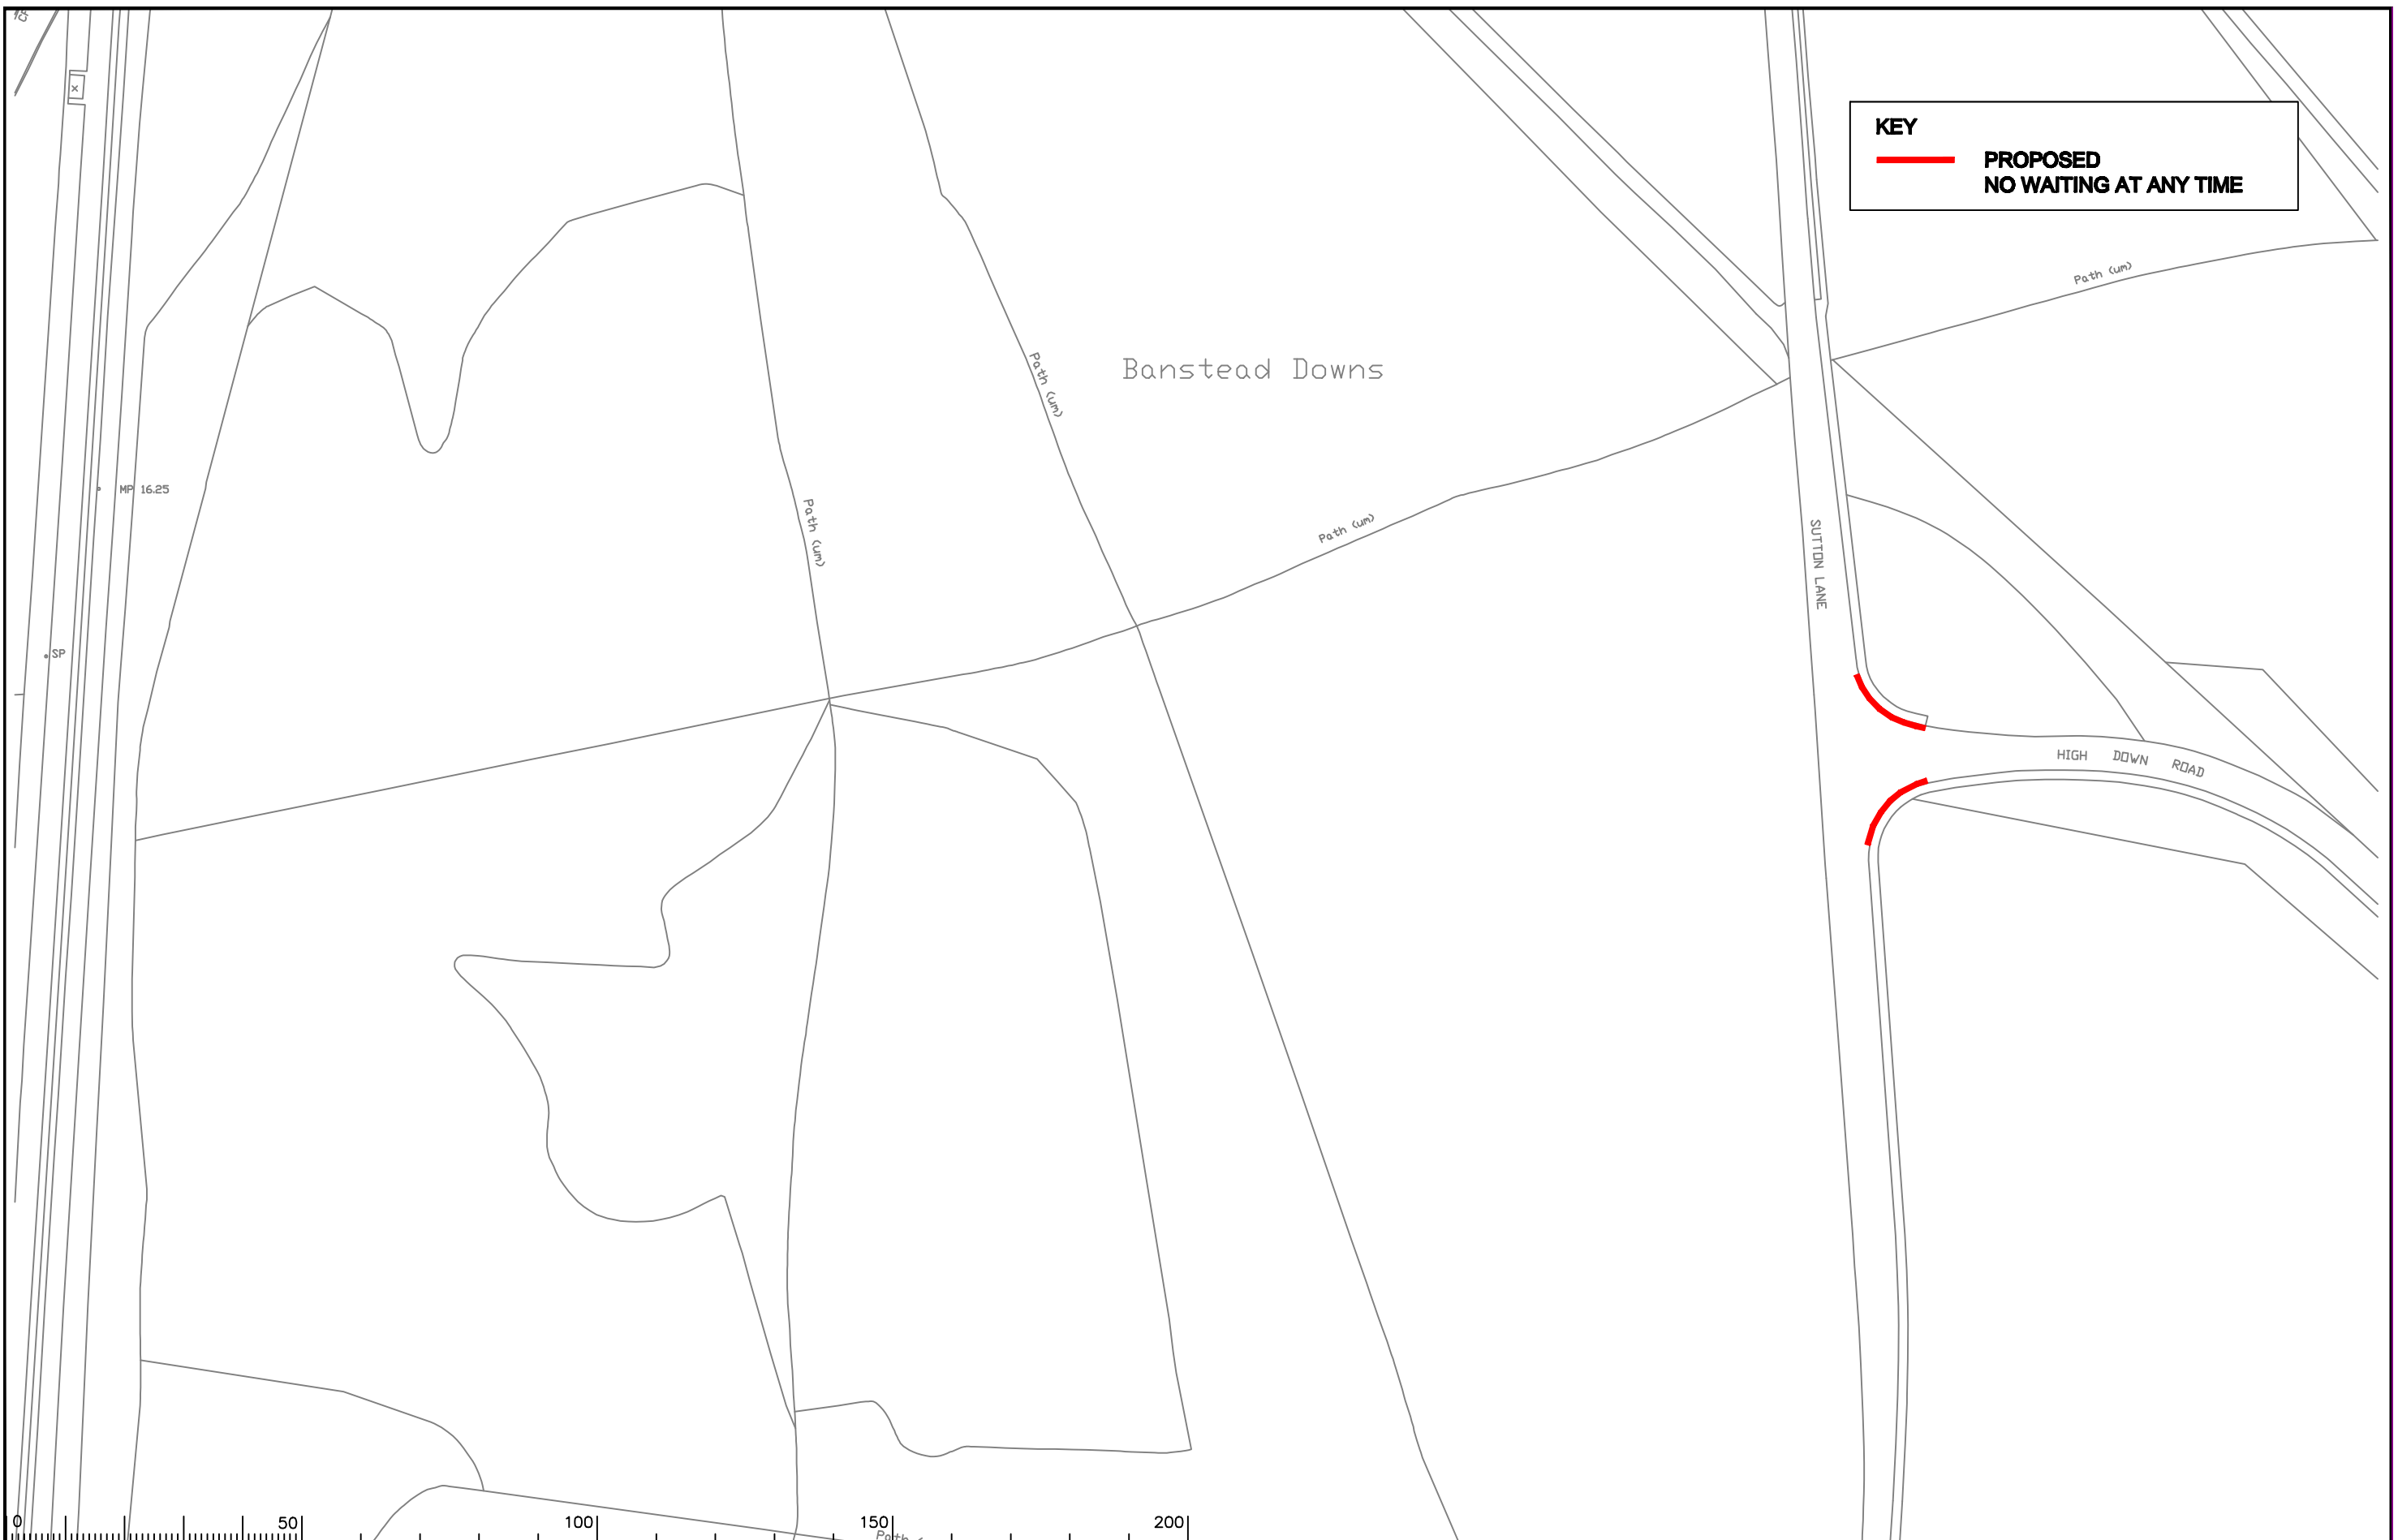 KEY
PROPOSED
NO WAITING AT ANY TIME
Path (um)
Path (um)
Banstead Downs
MP 16.25
Path (um)
Path (um)
SUTTON LANE
SP
HIGH DOWN ROAD
0
50
100
150
200
Path